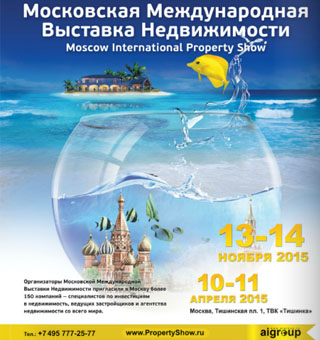 Московская Международная
Выставка Недвижимости
Moscow International Property Show
13-14
НОЯБРЯ 2015
10-11
АПРЕЛЯ 2015
Москва, Тишинская пл. 1, ТВК «Тишинка»
Организаторы Московской Международной
Выставки Недвижимости пригласили в Москву более
150 компаний – специалистов по инвестициям
в недвижимость, ведущих застройщиков и агентства
недвижимости со всего мира.
Тел.: +7 495 777-25-77
www.PropertyShow.ru
aigroup